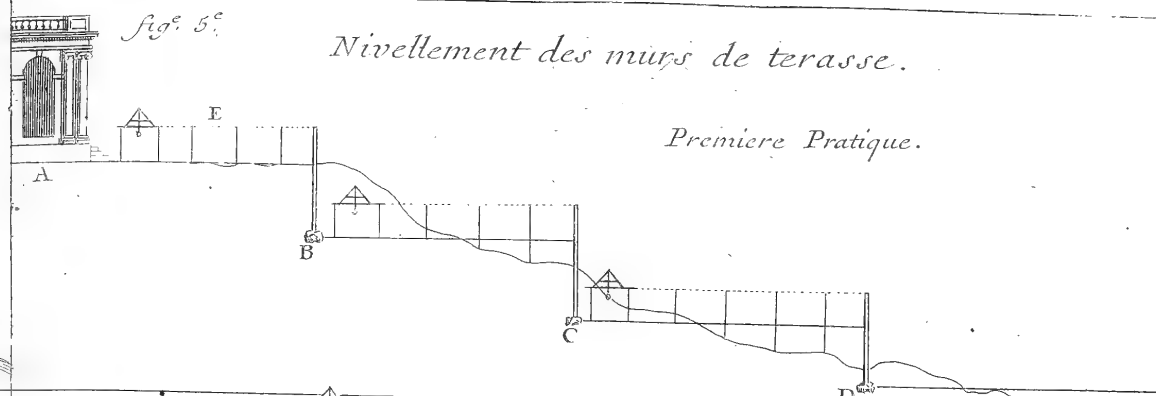 fig.e 5.e
Nivellement des murs de terasse.
E
Premiere Pratique.
A
B
C
D